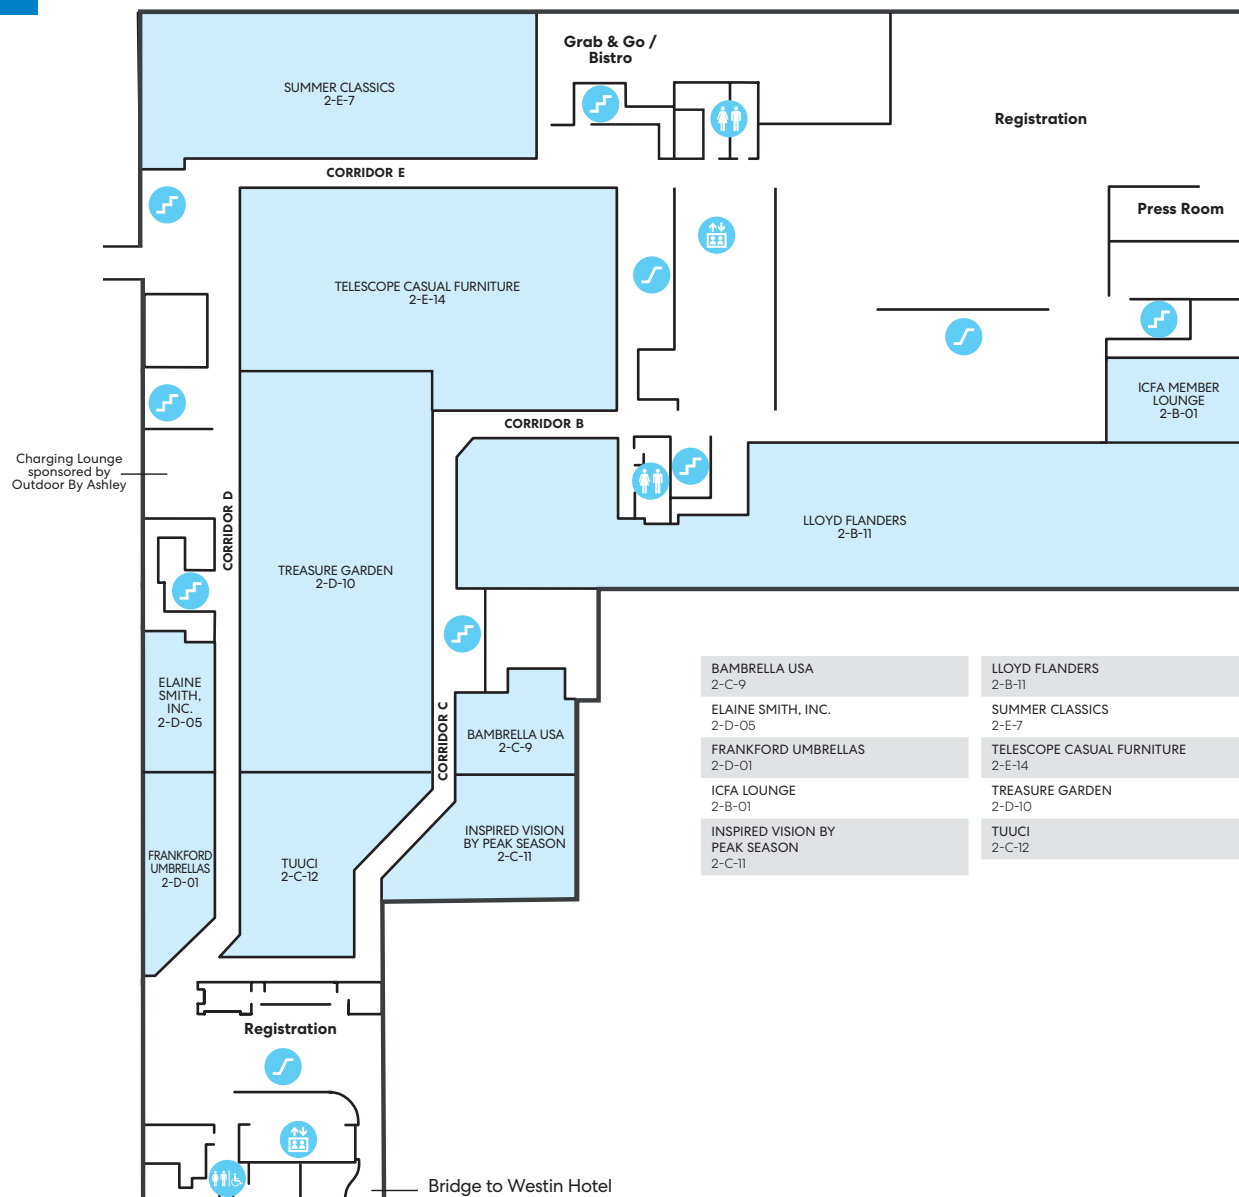 Grab & Go /
Bistro
SUMMER CLASSICS
2-E-7
Registration
CORRIDOR E
Press Room
TELESCOPE CASUAL FURNITURE
2-E-14
ICFA MEMBER
LOUNGE
2-B-01
CORRIDOR B
Charging Lounge
sponsored by
Outdoor By Ashley
CORRIDOR D
LLOYD FLANDERS
2-B-11
TREASURE GARDEN
2-D-10
ELAINE
SMITH,
INC.
2-D-05
CORRIDOR C
BAMBRELLA USA
2-C-9
INSPIRED VISION
BY PEAK SEASON
2-C-11
FRANKFORD
UMBRELLAS
2-D-01
TUUCI
2-C-12
BAMBRELLA USA
2-C-9
ELAINE SMITH, INC.
2-D-05
FRANKFORD UMBRELLAS
2-D-01
ICFA LOUNGE
2-B-01
INSPIRED VISION BY
PEAK SEASON
2-C-11
LLOYD FLANDERS
2-B-11
SUMMER CLASSICS
2-E-7
TELESCOPE CASUAL FURNITURE
2-E-14
TREASURE GARDEN
2-D-10
TUUCI
2-C-12
Registration
Bridge to Westin Hotel